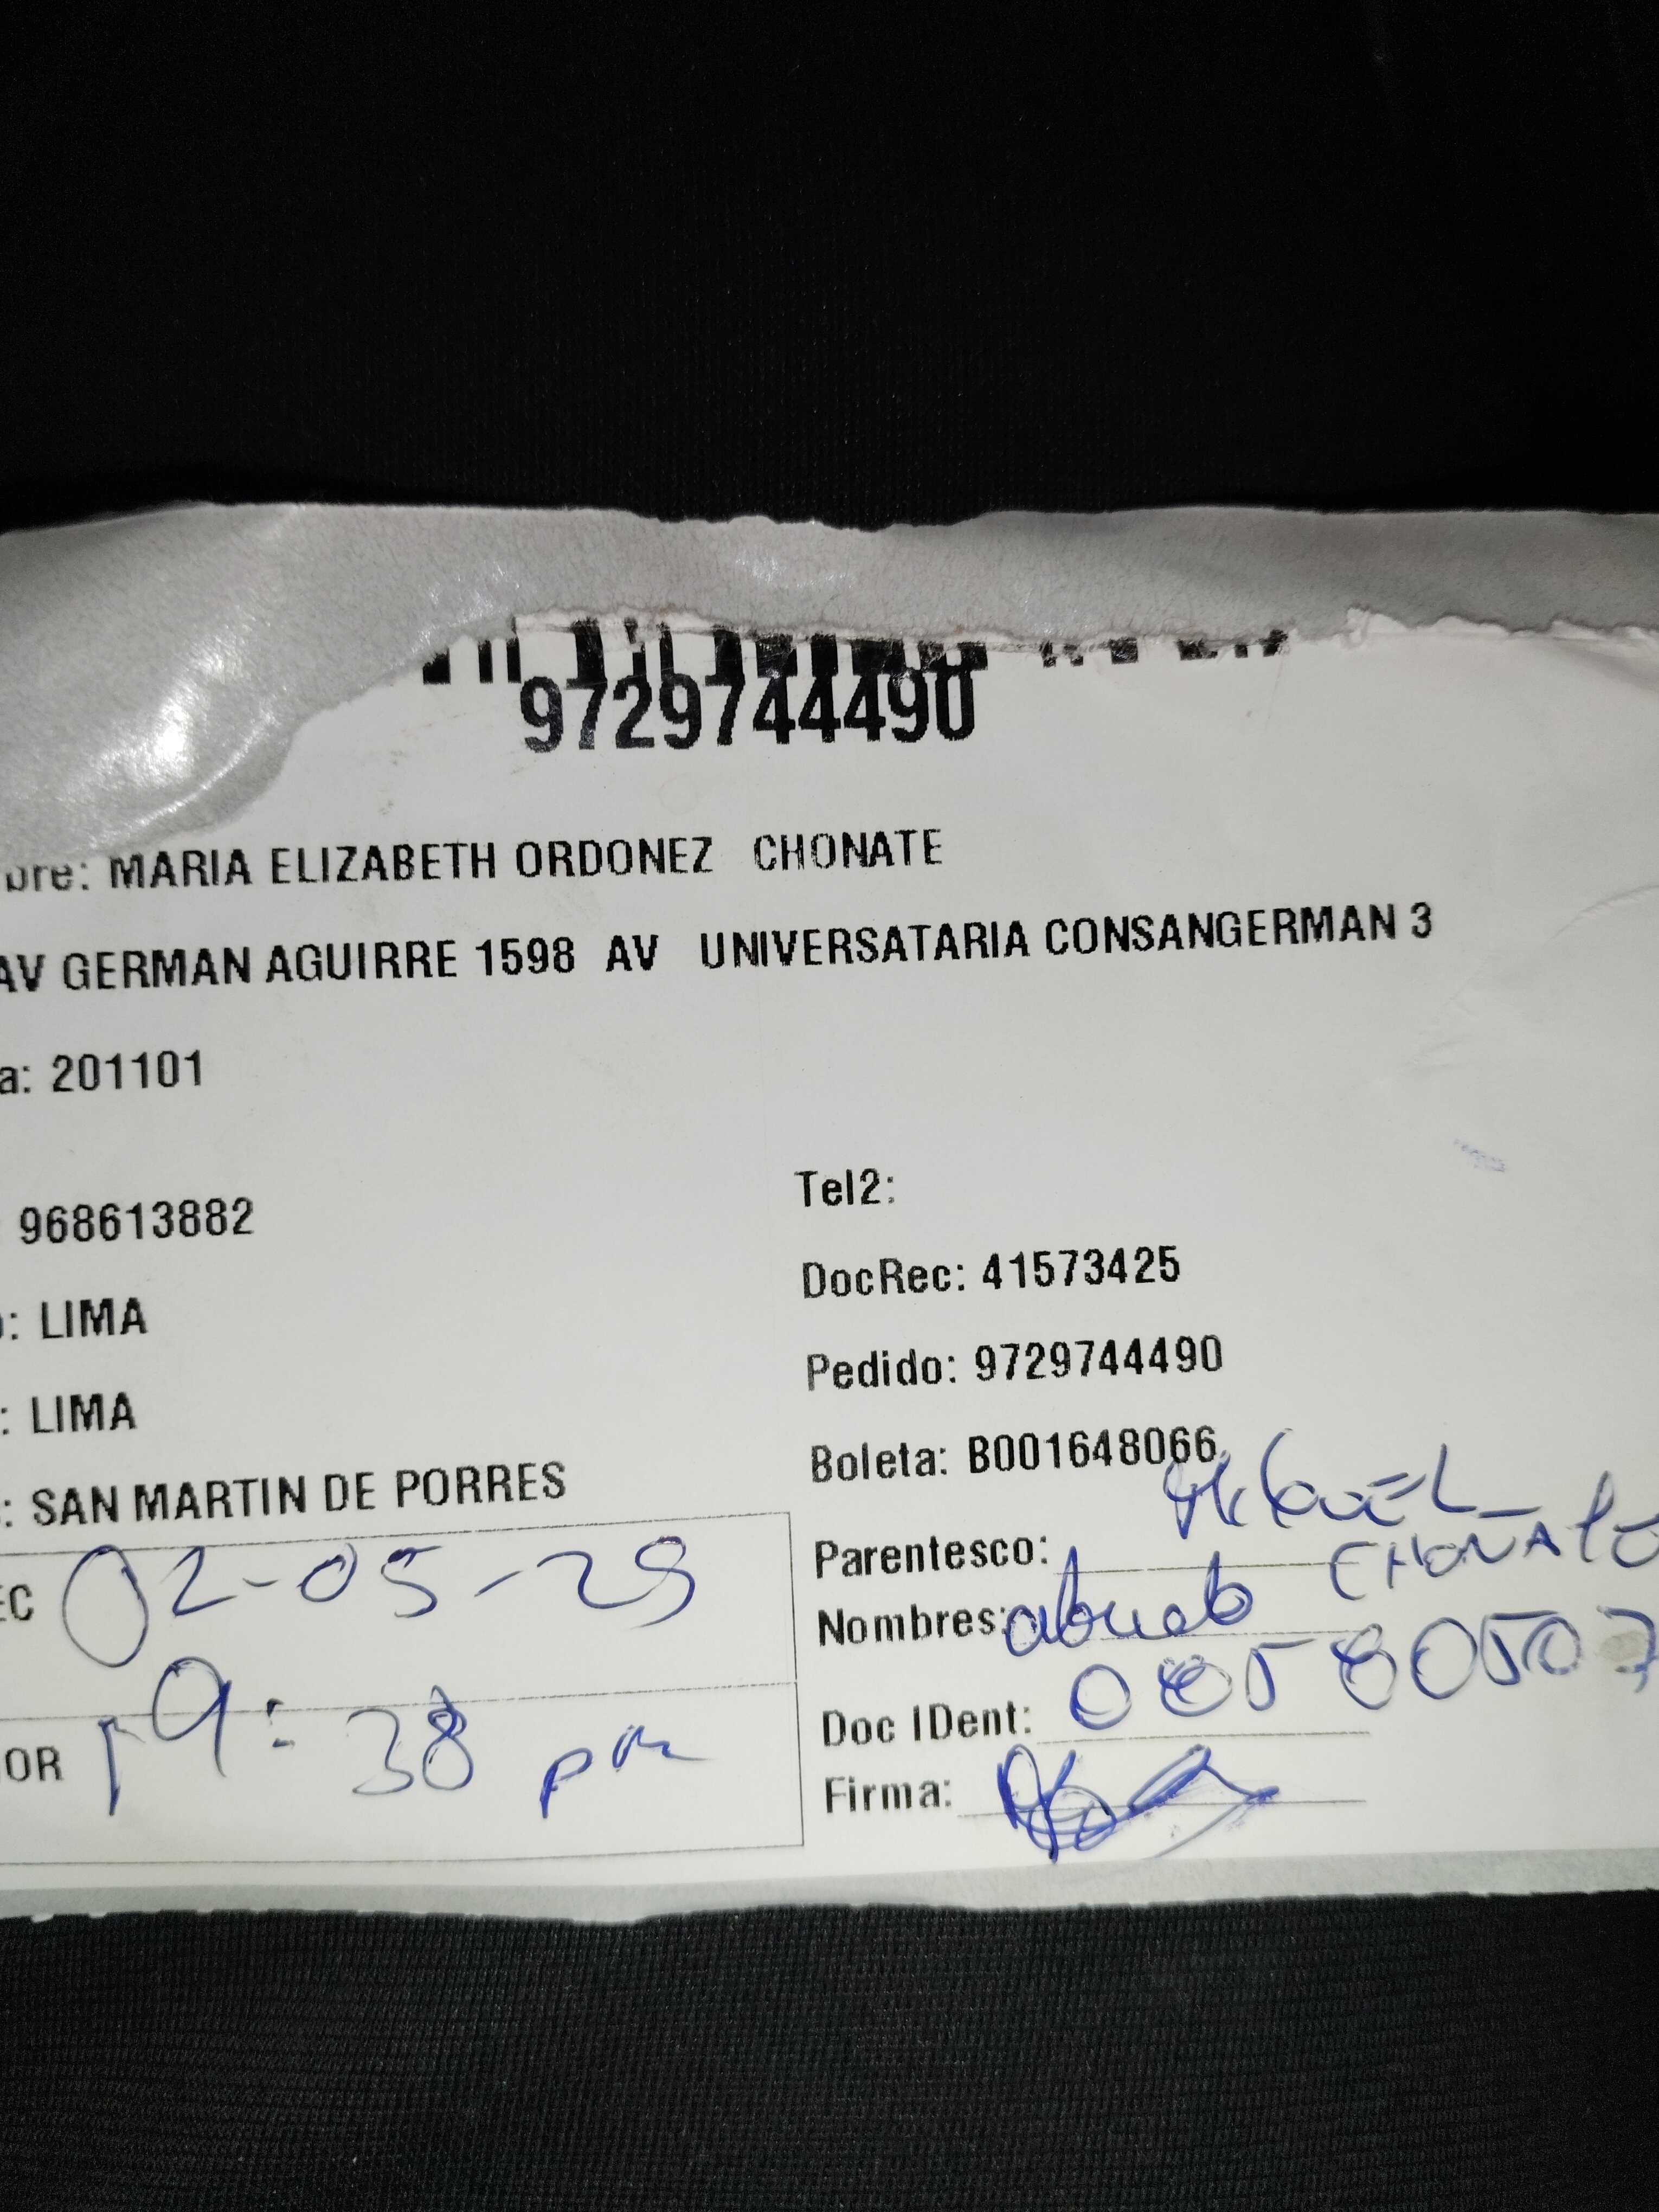 9729744490
bre: MARIA ELIZABETH ORDONEZ CHONATE
AV GERMAN AGUIRRE 1598 AV UNIVERSATARIA CONSANGERMAN 3
a: 201101
968613882
Tel2:
DocRec: 41573425
: LIMA
Pedido: 9729744490
: LIMA
Boleta: B001648066
: SAN MARTIN DE PORRES
EC 02-05-25
Parentesco:
Nombres: abuelo
OR 19:38 pm
Doc IDent:
Firma: